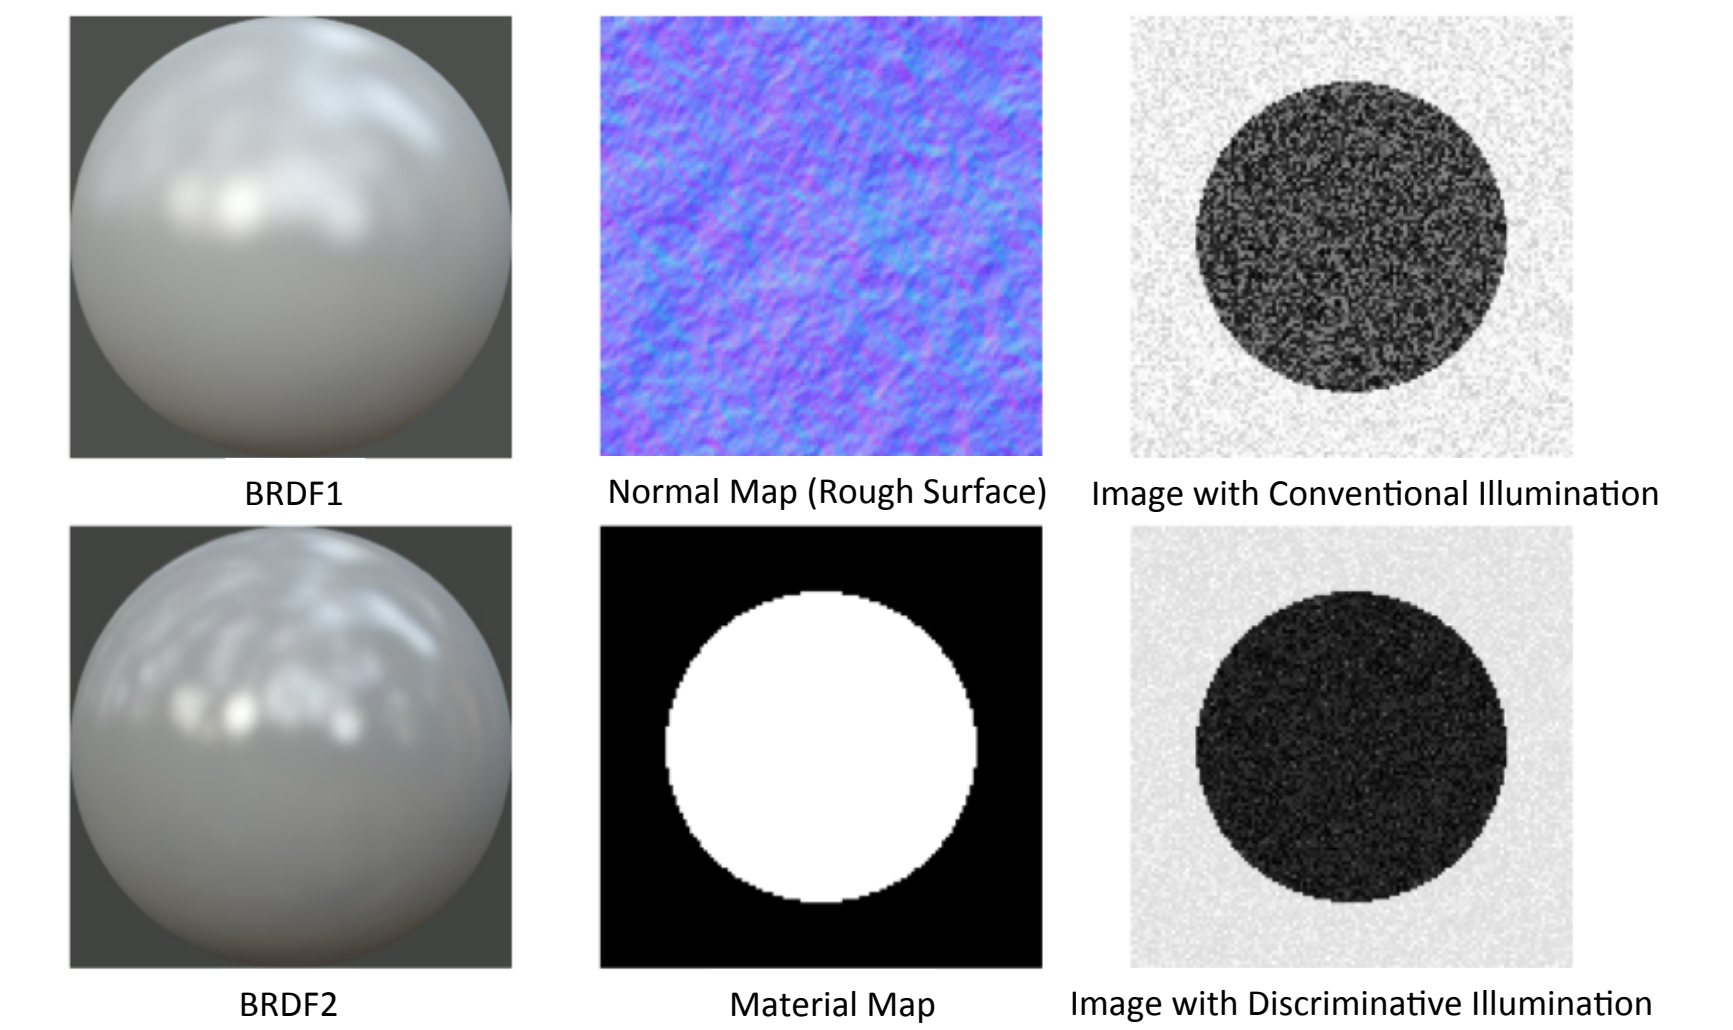 BRDF1
Normal Map (Rough Surface)
Image with Conventional Illumination
BRDF2
Material Map
Image with Discriminative Illumination